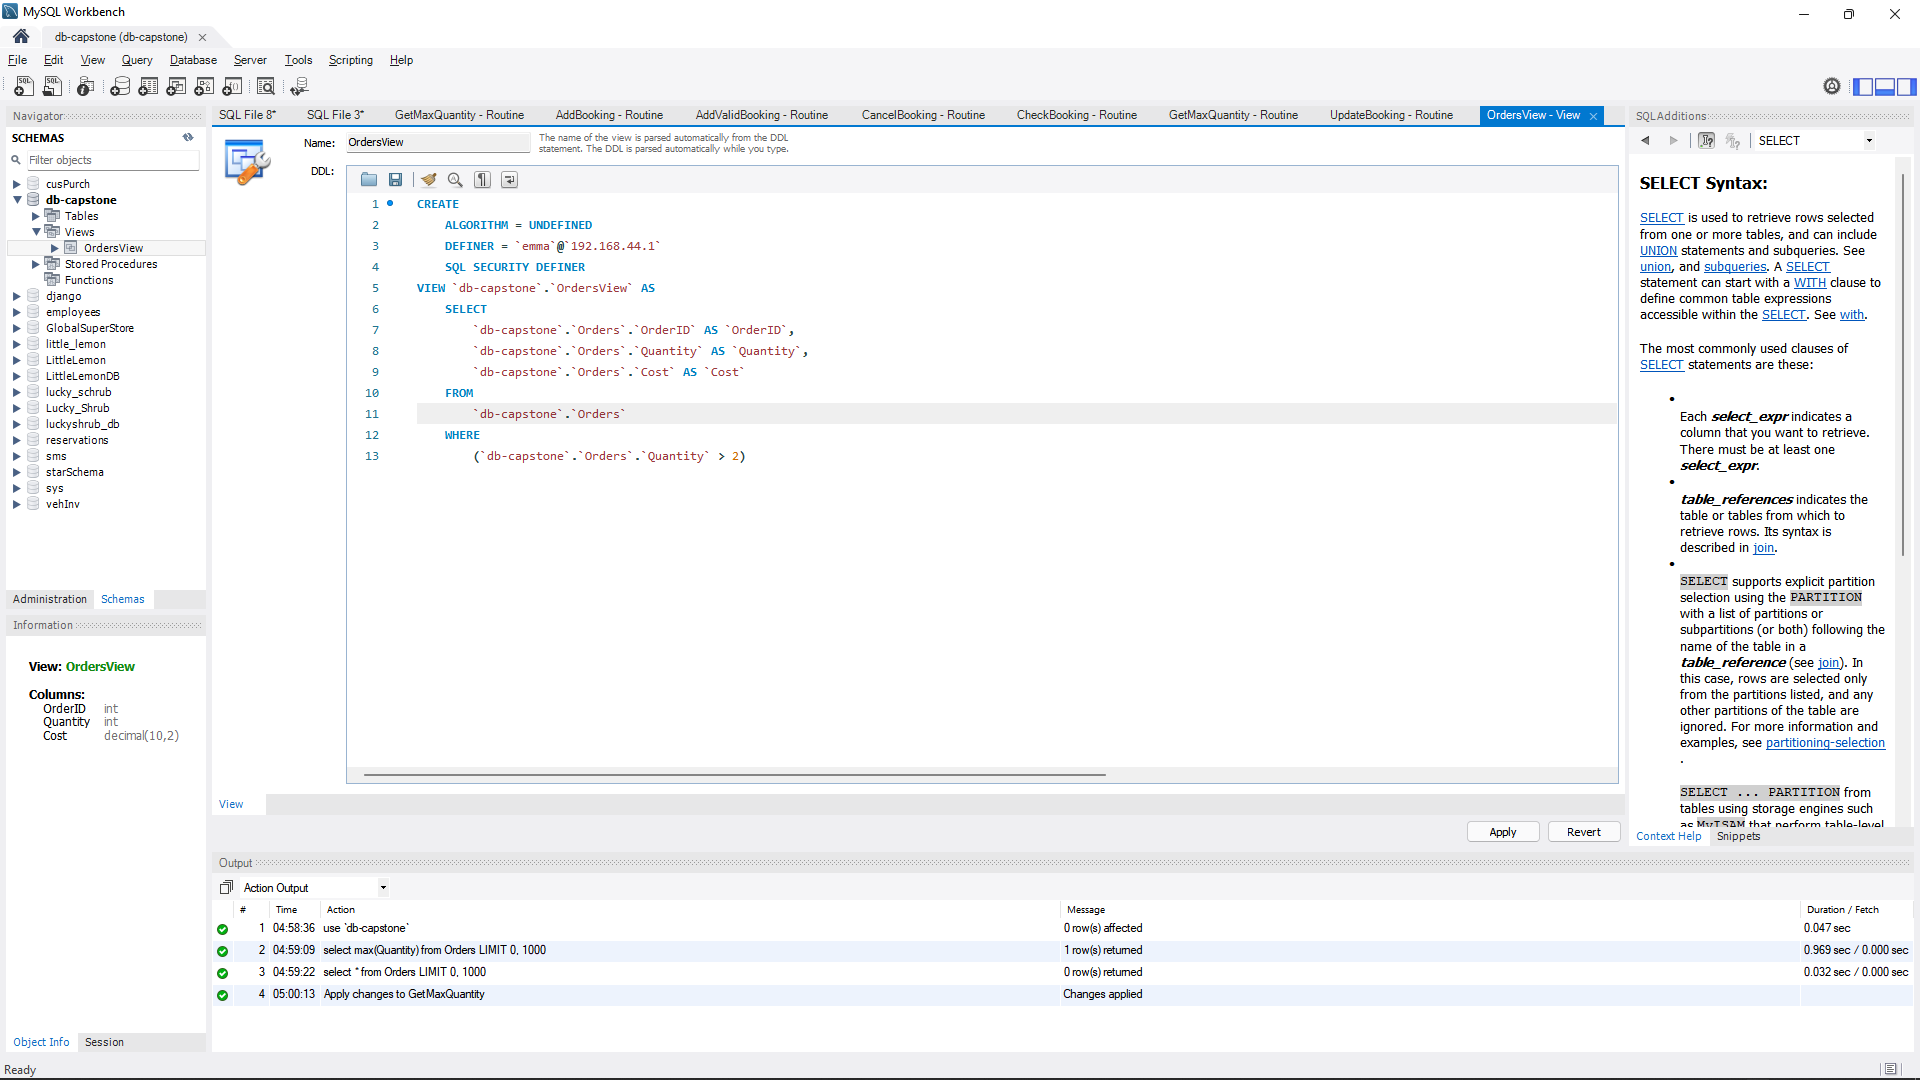 MySQL Workbench
db-capstone (db-capstone)
File Edit View Query Database Server Tools Scripting Help
Navigator
SCHEMAS
Filter objects
cusPurch
db-capstone
Tables
Views
OrdersView
Stored Procedures
Functions
django
employees
GlobalSuperStore
little_lemon
LittleLemon
LittleLemonDB
lucky_schrub
Lucky_Shrub
luckyshrub_db
reservations
sms
starSchema
sys
vehInv
Administration Schemas
Information
View: OrdersView
Columns:
OrderID int
Quantity int
Cost decimal(10,2)
Object Info Session
SQL File 8* SQL File 3* GetMaxQuantity - Routine AddBooking - Routine AddValidBooking - Routine CancelBooking - Routine CheckBooking - Routine GetMaxQuantity - Routine UpdateBooking - Routine OrdersView - View
Name: OrdersView
The name of the view is parsed automatically from the DDL
statement. The DDL is parsed automatically while you type.
DDL:
1 CREATE
2 ALGORITHM = UNDEFINED
3 DEFINER = `emma`@`192.168.44.1`
4 SQL SECURITY DEFINER
5 VIEW `db-capstone`.`OrdersView` AS
6 SELECT
7 `db-capstone`.`Orders`.`OrderID` AS `OrderID`,
8 `db-capstone`.`Orders`.`Quantity` AS `Quantity`,
9 `db-capstone`.`Orders`.`Cost` AS `Cost`
10 FROM
11 `db-capstone`.`Orders`
12 WHERE
13 (`db-capstone`.`Orders`.`Quantity` > 2)
View
Apply Revert
SQLAdditions
SELECT
SELECT Syntax:
SELECT is used to retrieve rows selected
from one or more tables, and can include
UNION statements and subqueries. See
union, and subqueries. A SELECT
statement can start with a WITH clause to
define common table expressions
accessible within the SELECT. See with.
The most commonly used clauses of
SELECT statements are these:
•
Each select_expr indicates a
column that you want to retrieve.
There must be at least one
select_expr.
•
table_references indicates the
table or tables from which to
retrieve rows. Its syntax is
described in join.
•
SELECT supports explicit partition
selection using the PARTITION
with a list of partitions or
subpartitions (or both) following the
name of the table in a
table_reference (see join). In
this case, rows are selected only
from the partitions listed, and any
other partitions of the table are
ignored. For more information and
examples, see partitioning-selection
.
SELECT ... PARTITION from
tables using storage engines such
as MyISAM that perform table-level
Context Help Snippets
Output
Action Output
# Time Action Message Duration / Fetch
1 04:58:36 use `db-capstone` 0 row(s) affected 0.047 sec
2 04:59:09 select max(Quantity) from Orders LIMIT 0, 1000 1 row(s) returned 0.969 sec / 0.000 sec
3 04:59:22 select * from Orders LIMIT 0, 1000 0 row(s) returned 0.032 sec / 0.000 sec
4 05:00:13 Apply changes to GetMaxQuantity Changes applied
Ready